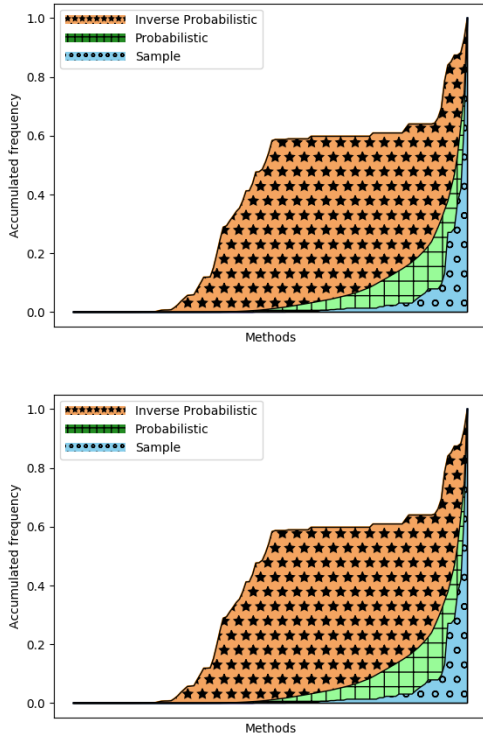 1.0
0.8
0.6
0.4
0.2
0.0
Accumulated frequency
Inverse Probabilistic
Probabilistic
Sample
Methods
1.0
0.8
0.6
0.4
0.2
0.0
Accumulated frequency
Inverse Probabilistic
Probabilistic
Sample
Methods